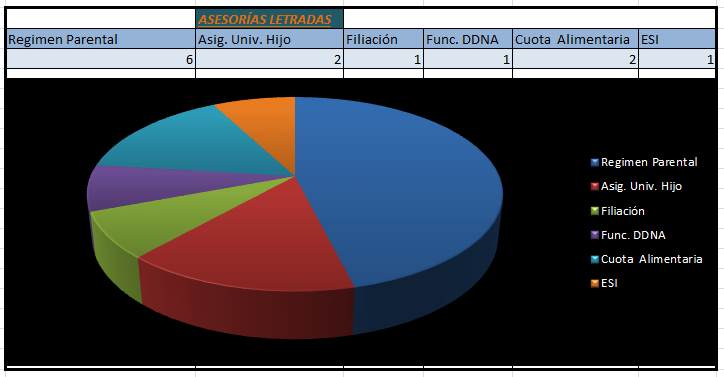 ASESORÍAS LETRADAS
Regimen Parental Asig. Univ. Hijo Filiación Func. DDNA Cuota Alimentaria ESI
6 2 1 1 2 1
Regimen Parental
Asig. Univ. Hijo
Filiación
Func. DDNA
Cuota Alimentaria
ESI